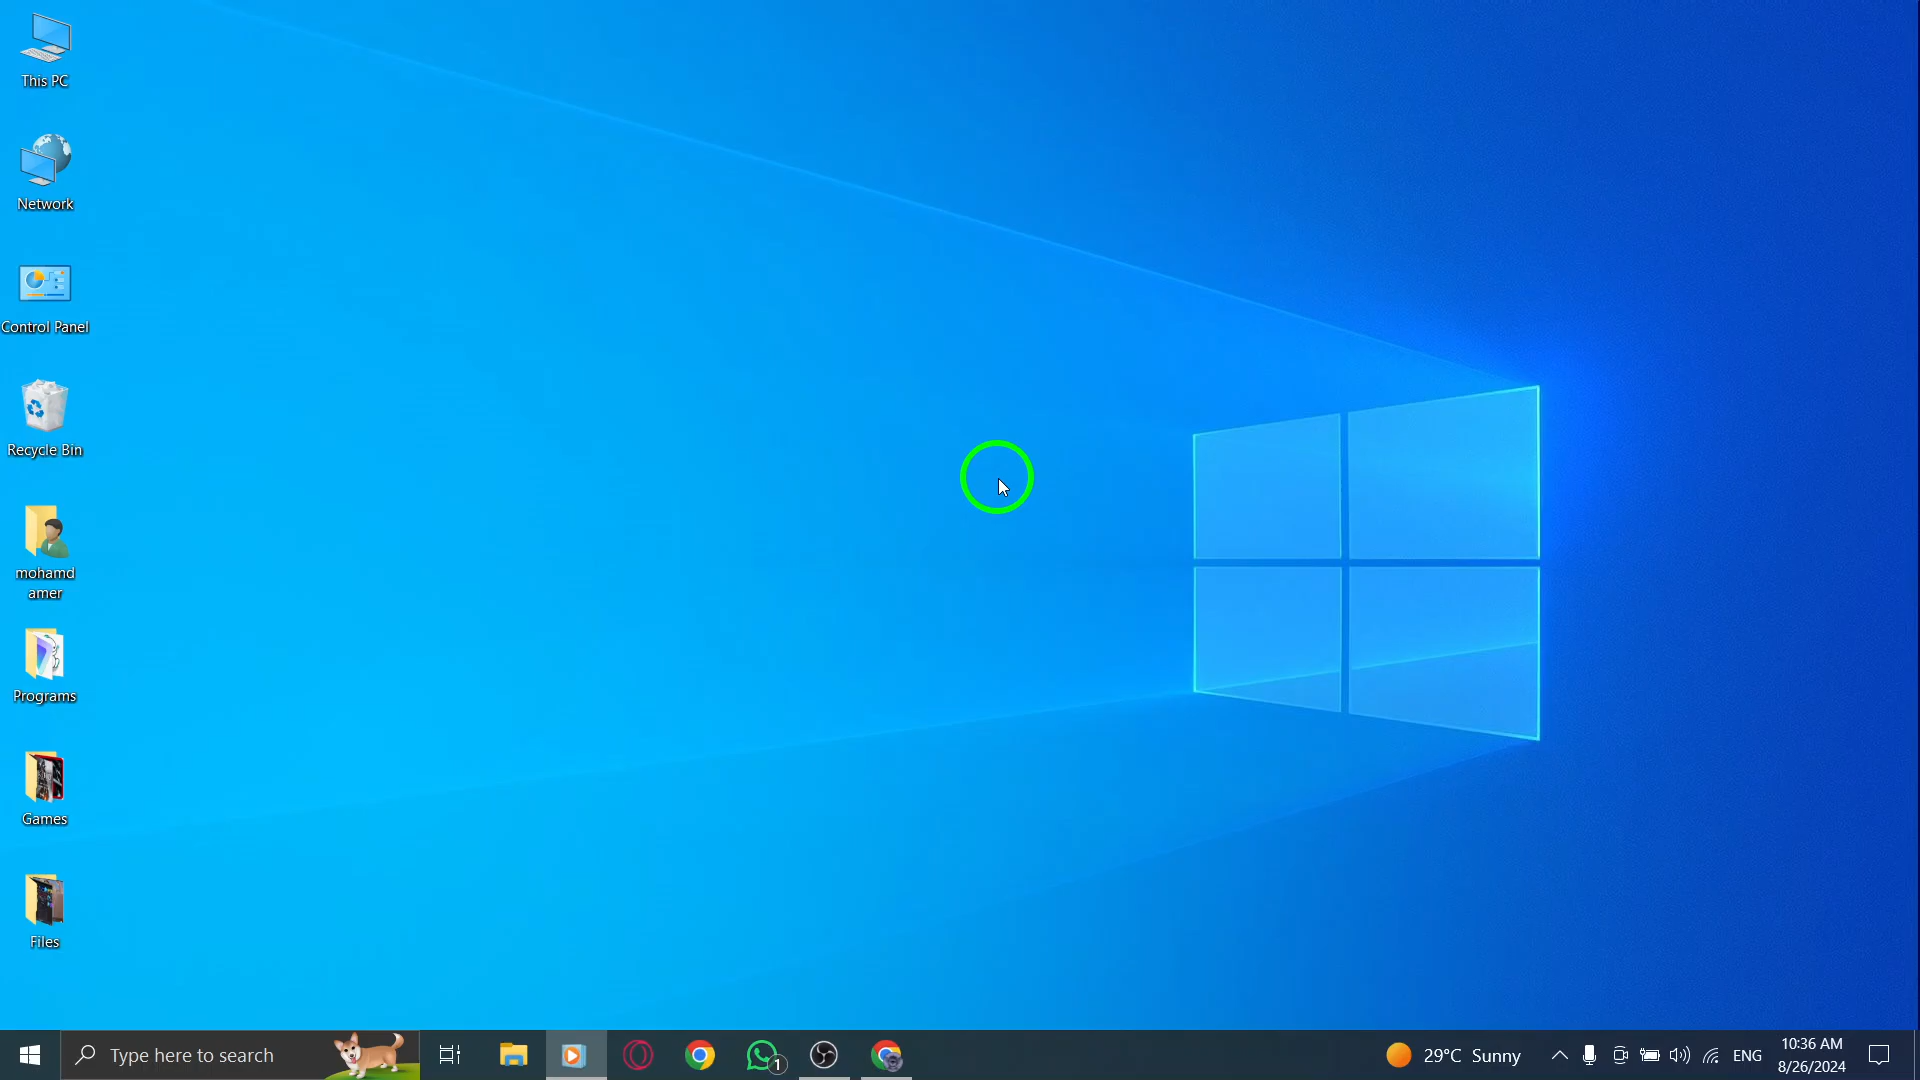 This PC
Network
Control Panel
Recycle Bin
mohamd
amer
Programs
Games
Files
Type here to search
1
29°C Sunny
ENG
10:36 AM
8/26/2024